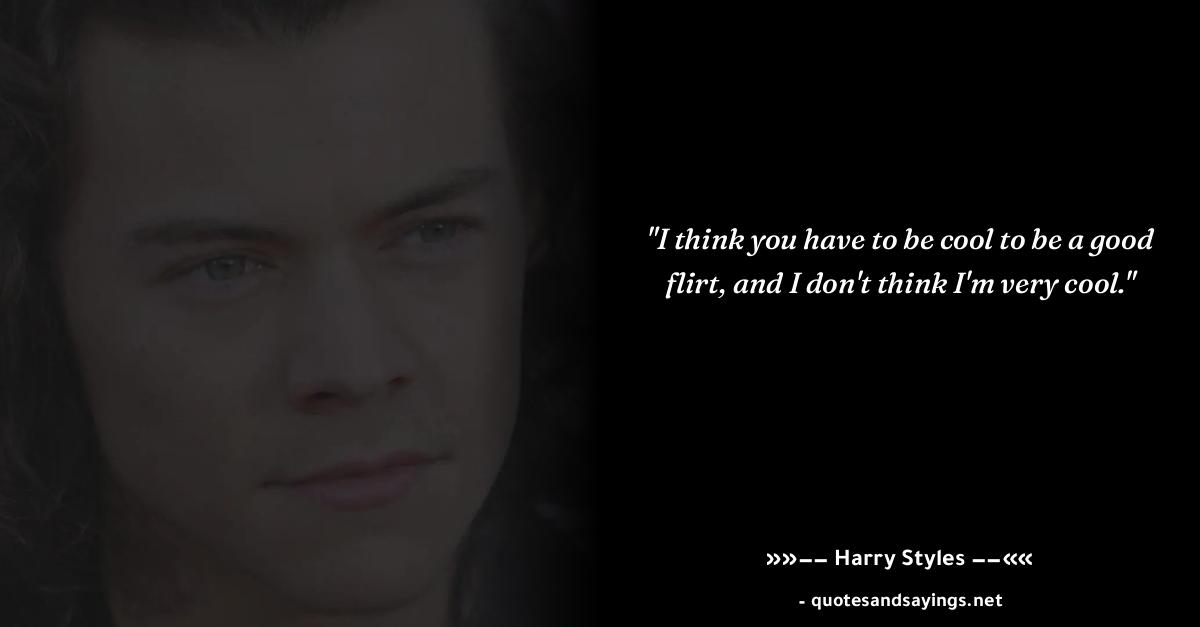 "I think you have to be cool to be a good
flirt, and I don't think I'm very cool."
»»−− Harry Styles −−««
- quotesandsayings.net